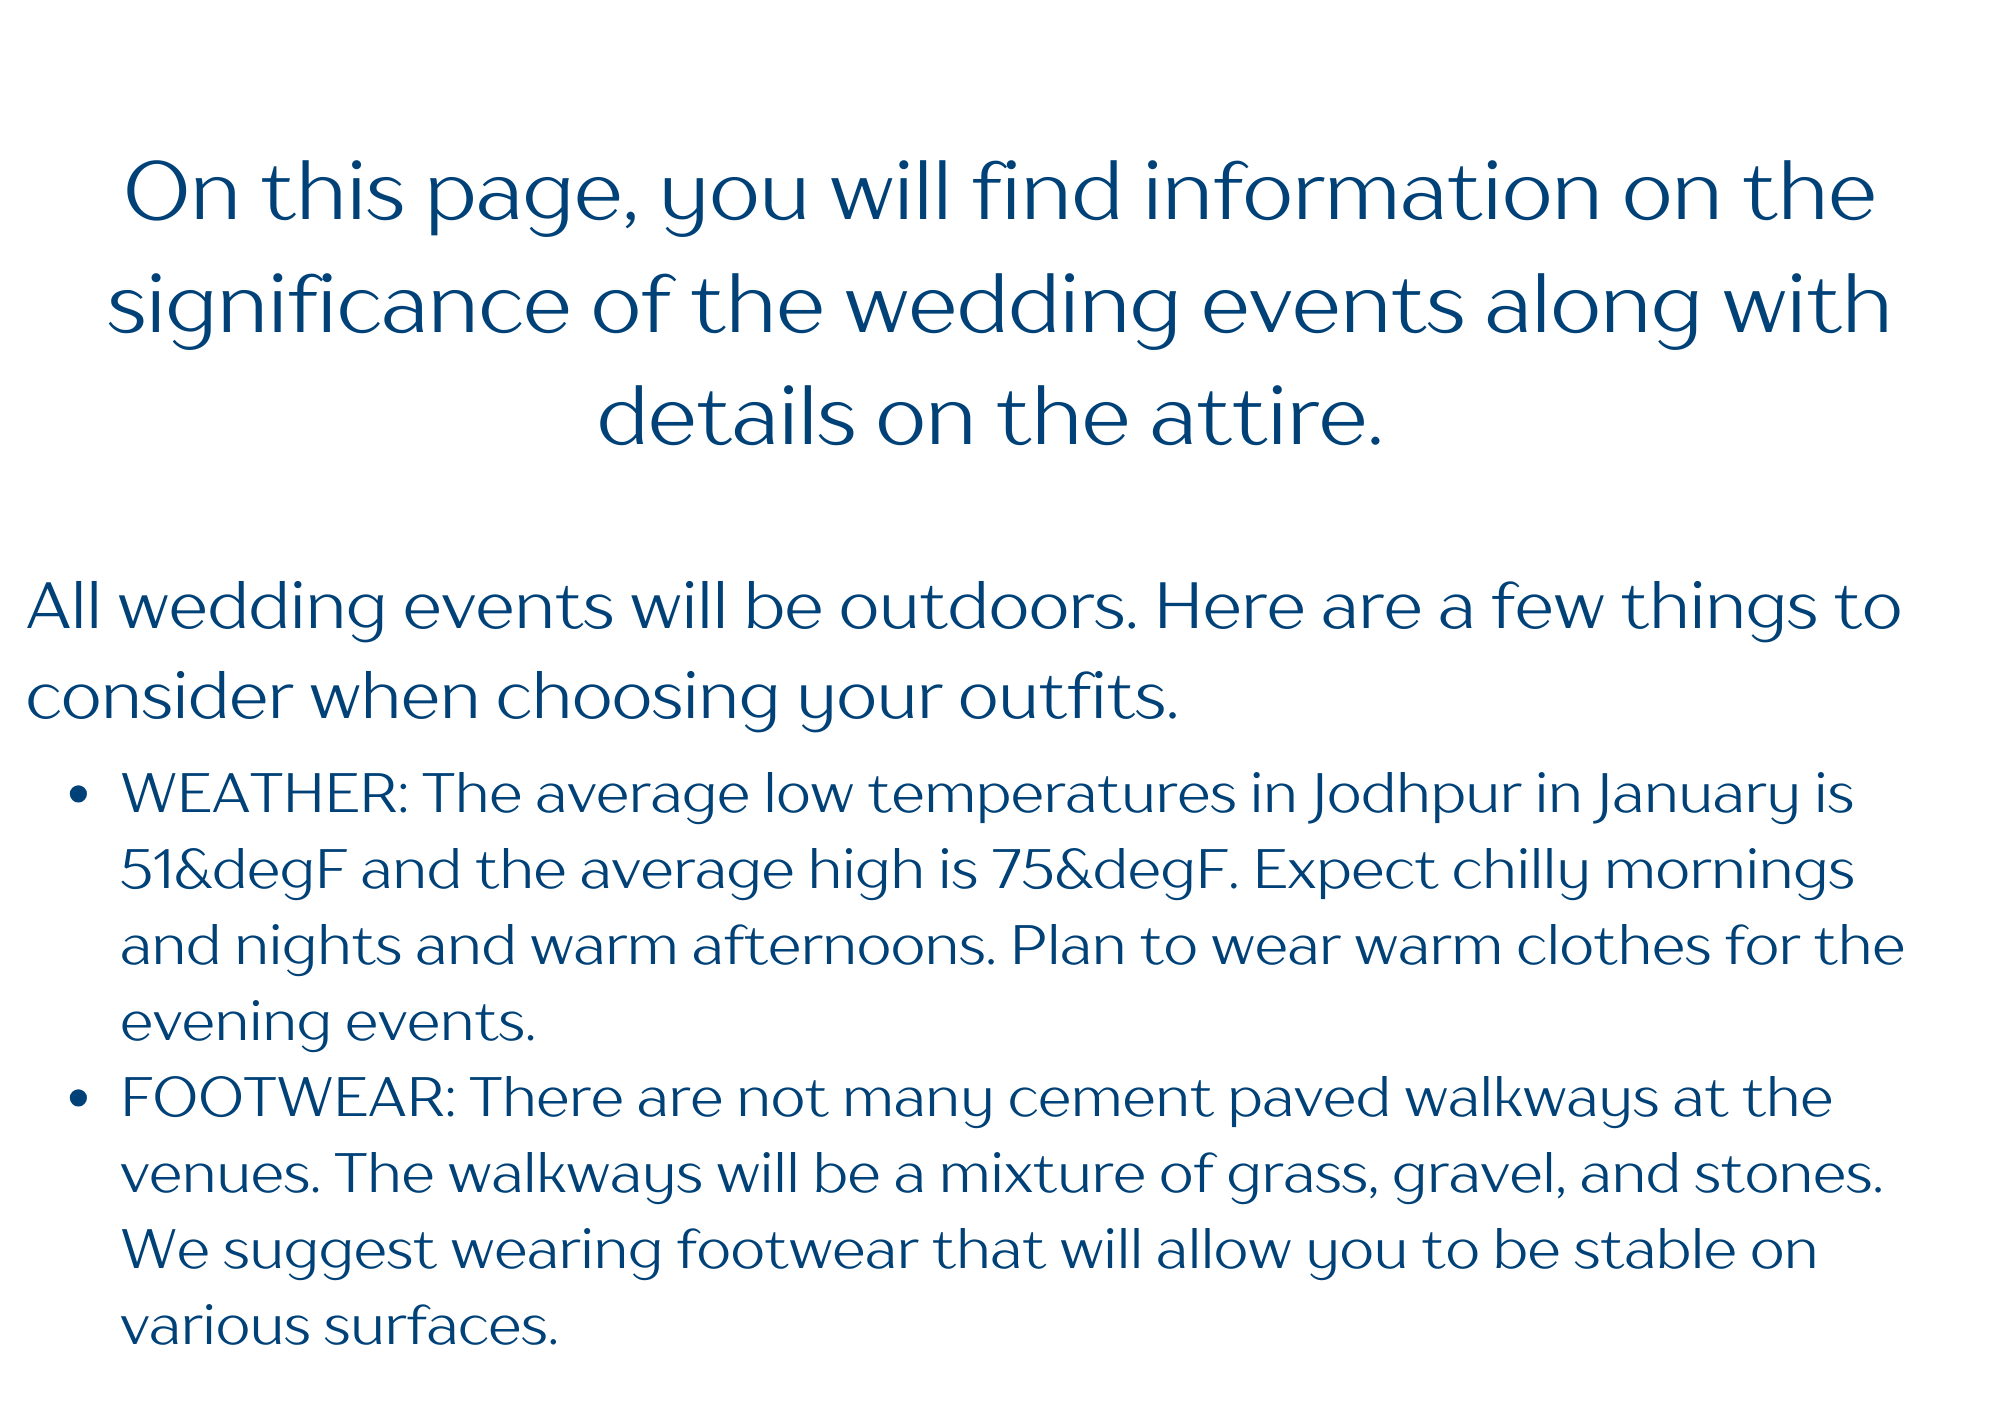 On this page, you will find information on the
significance of the wedding events along with
details on the attire.
All wedding events will be outdoors. Here are a few things to
consider when choosing your outfits.
• WEATHER: The average low temperatures in Jodhpur in January is
51&degF and the average high is 75&degF. Expect chilly mornings
and nights and warm afternoons. Plan to wear warm clothes for the
evening events.
• FOOTWEAR: There are not many cement paved walkways at the
venues. The walkways will be a mixture of grass, gravel, and stones.
We suggest wearing footwear that will allow you to be stable on
various surfaces.